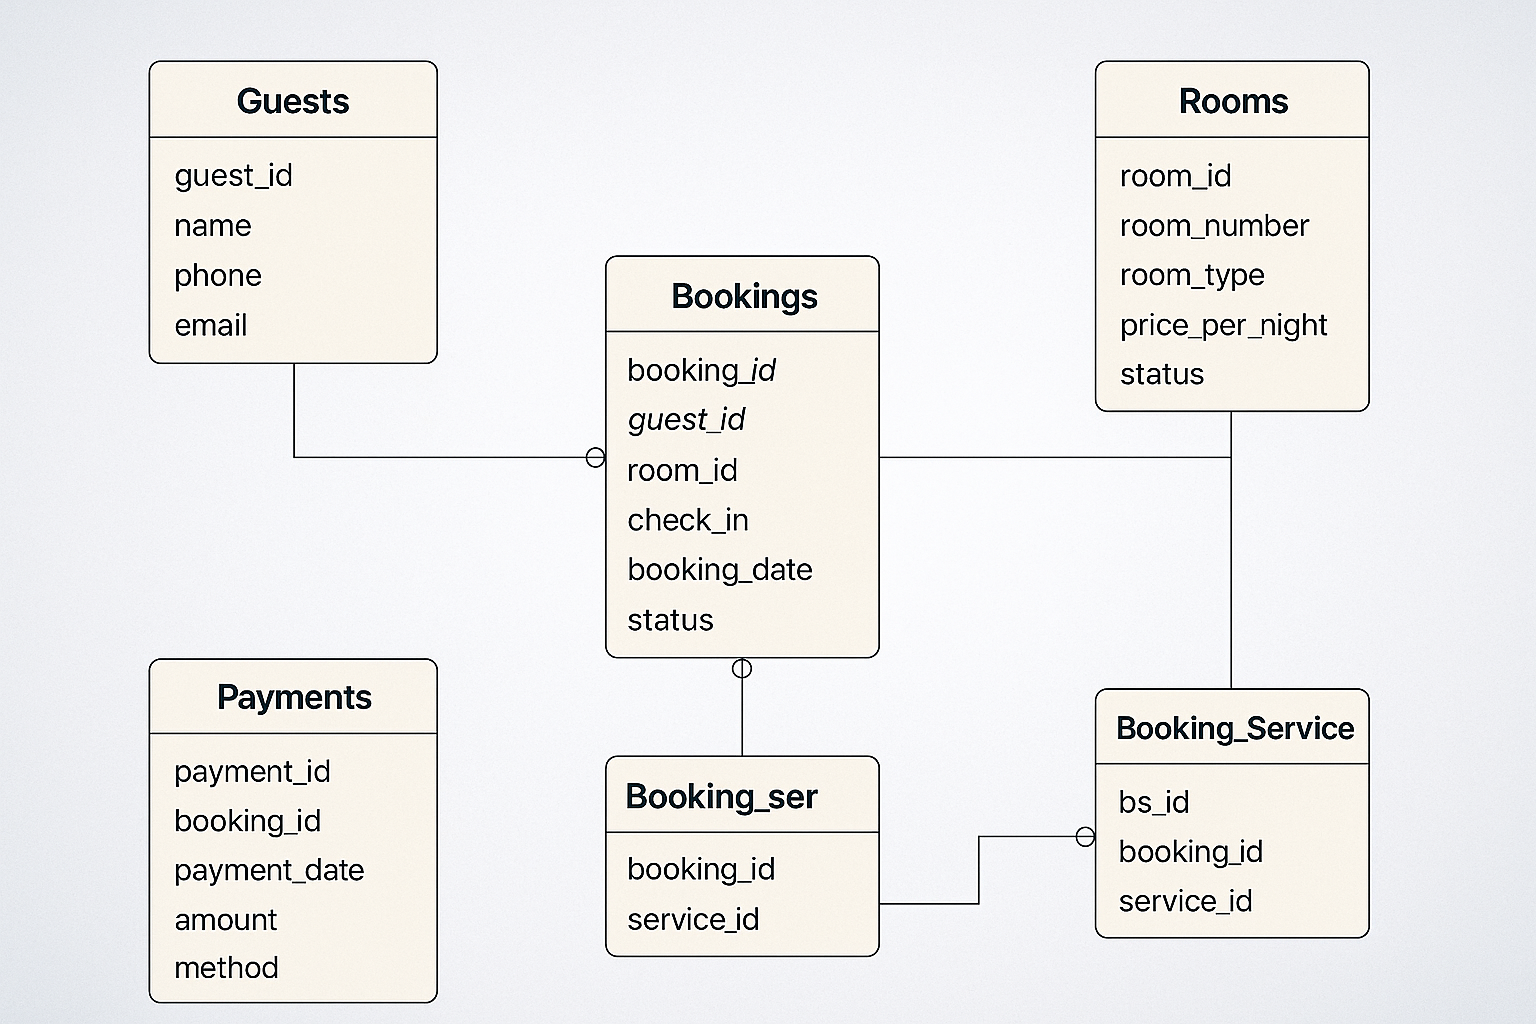 Guests
guest_id
name
phone
email
Rooms
room_id
room_number
room_type
price_per_night
status
Bookings
booking_id
guest_id
room_id
check_in
booking_date
status
Payments
payment_id
booking_id
payment_date
amount
method
Booking_ser
booking_id
service_id
Booking_Service
bs_id
booking_id
service_id